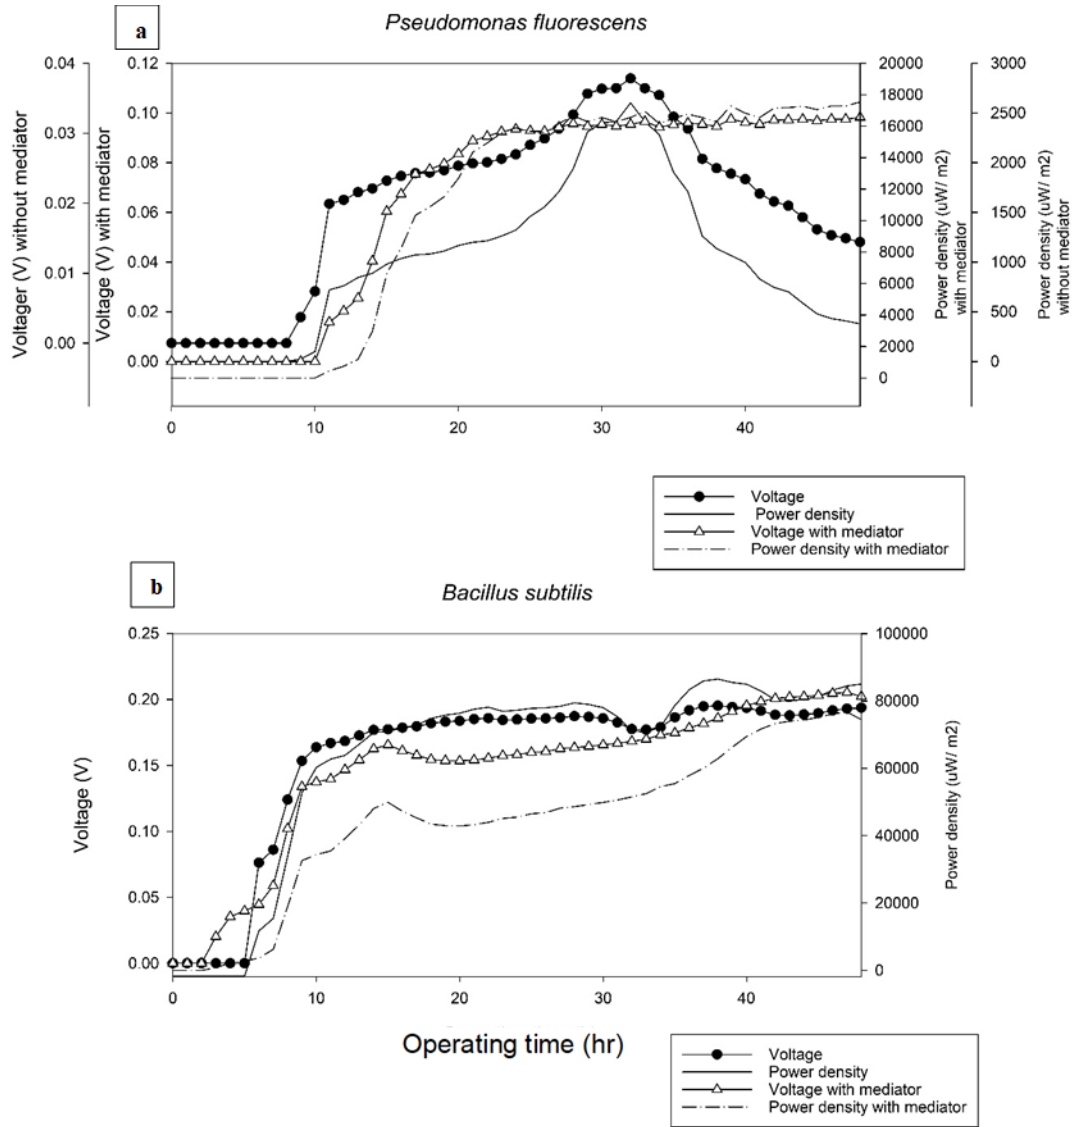 a
Pseudomonas fluorescens
Voltager (V) without mediator
0.04
0.03
0.02
0.01
0.00
Voltage (V) with mediator
0.12
0.10
0.08
0.06
0.04
0.02
0.00
20000
18000
16000
14000
12000
10000
8000
6000
4000
2000
0
Power density (uW/ m2)
with mediator
3000
2500
2000
1500
1000
500
0
Power density (uW/ m2)
without mediator
0 10 20 30 40
Voltage
Power density
Voltage with mediator
Power density with mediator
b
Bacillus subtilis
Voltage (V)
0.25
0.20
0.15
0.10
0.05
0.00
100000
80000
60000
40000
20000
0
Power density (uW/ m2)
0 10 20 30 40
Operating time (hr)
Voltage
Power density
Voltage with mediator
Power density with mediator